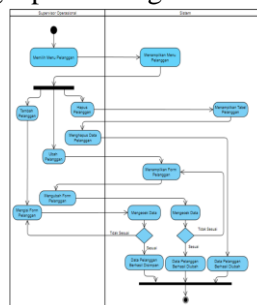 Supervisor Operasional
Sistem
Memilih Menu Pelanggan
Menampilkan Menu
Pelanggan
Tambah
Pelanggan
Hapus
Pelanggan
Menampilkan Tabel
Pelanggan
Menghapus Data
Pelanggan
Ubah
Pelanggan
Menampilkan Form
Pelanggan
Mengubah Form
Pelanggan
Mengisi Form
Pelanggan
Mengecek Data
Mengecek Data
Tidak Sesuai
Tidak Sesuai
Sesuai
Sesuai
Data Pelanggan
Berhasil Disimpan
Data Pelanggan
Berhasil Diubah
Data Pelanggan
Berhasil Dihapus